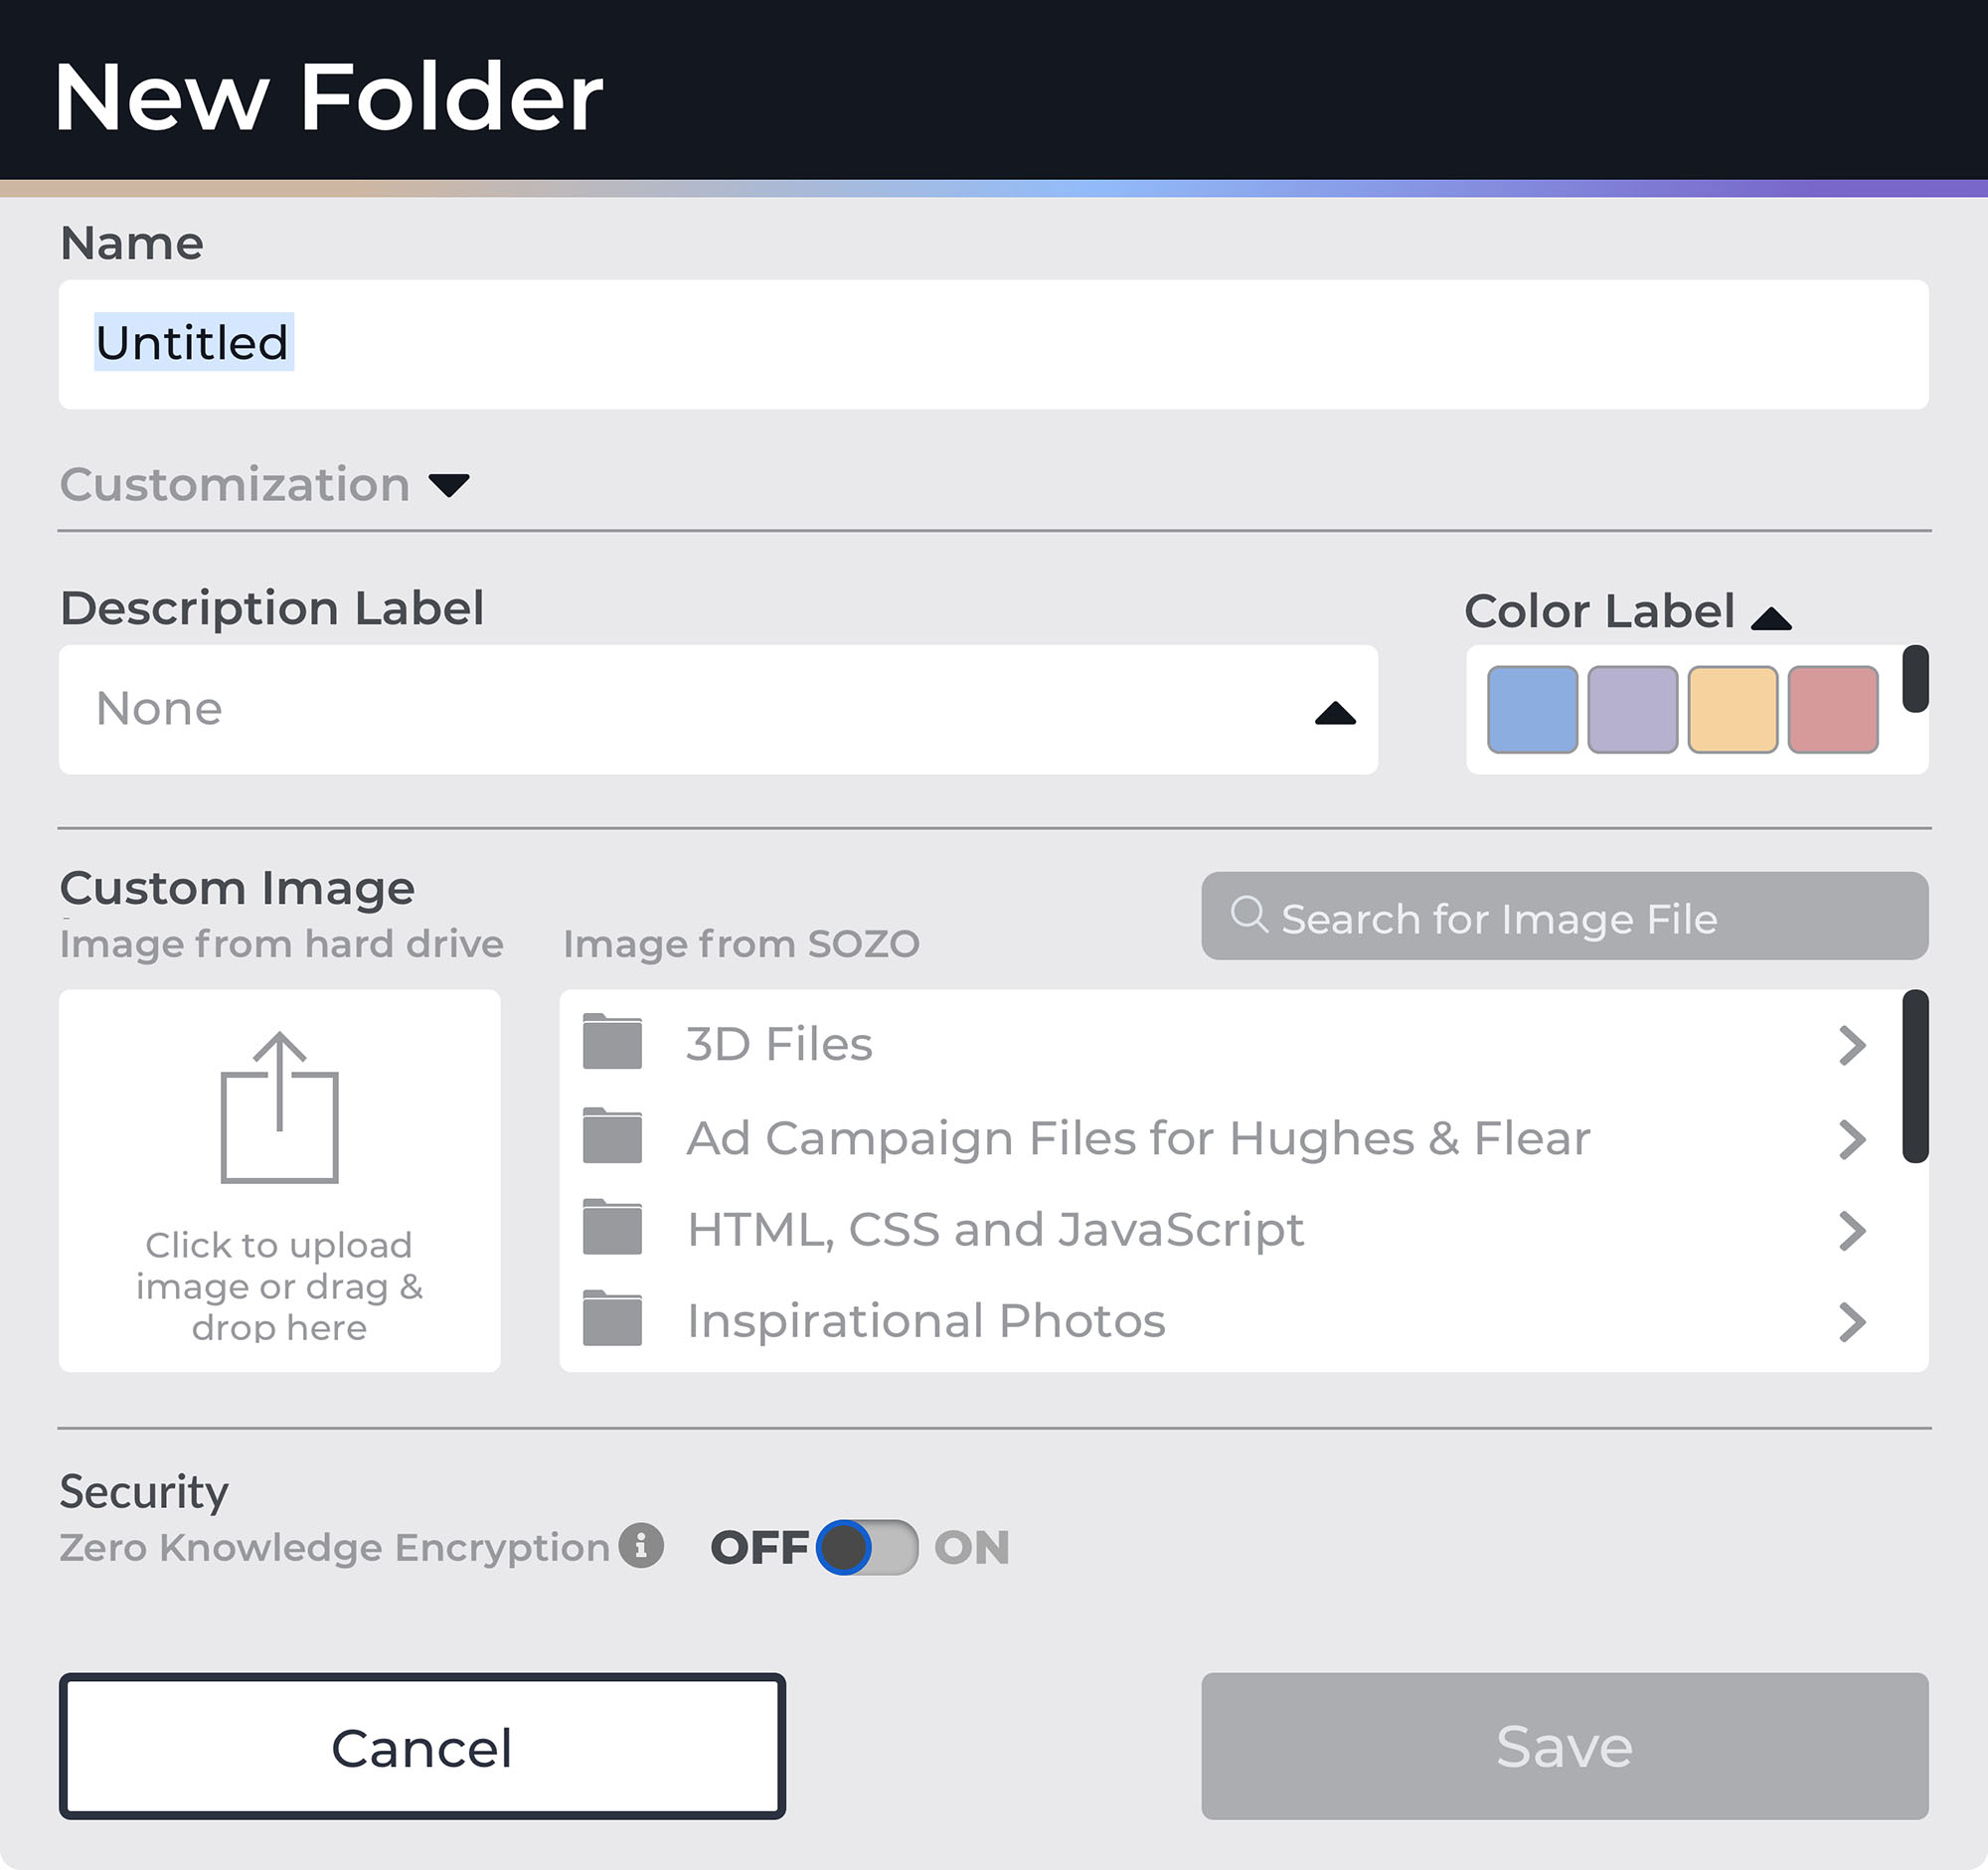 New Folder
Name
Untitled
Customization
Description Label
Color Label
None
Custom Image
Image from hard drive
Image from SOZO
Search for Image File
Click to upload
image or drag &
drop here
3D Files
Ad Campaign Files for Hughes & Flear
HTML, CSS and JavaScript
Inspirational Photos
Security
Zero Knowledge Encryption
OFF
ON
Cancel
Save